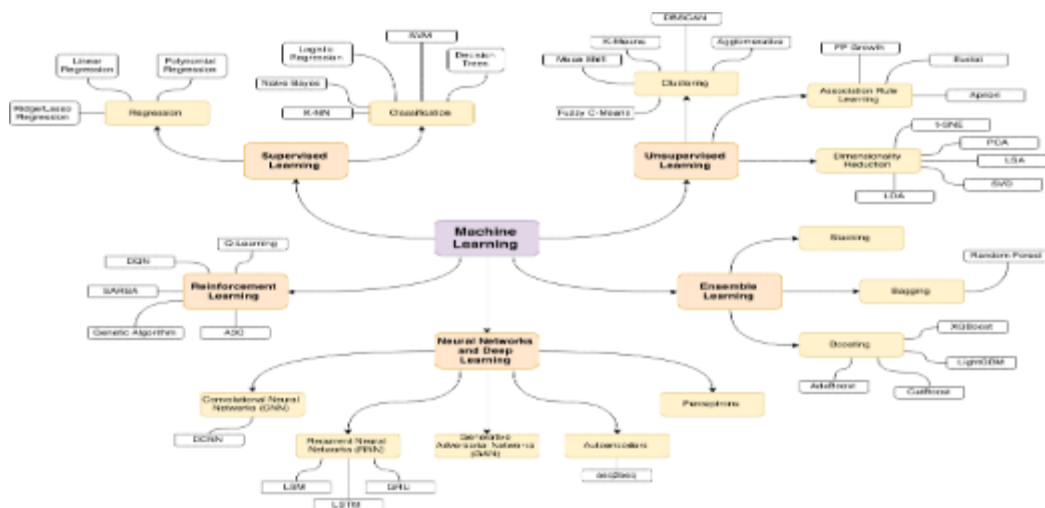 DBSCAN
SVM
K-Means
Agglomerative
FP Growth
Logistic
Regression
Linear
Regression
Polynomial
Regression
Decision
Trees
Mean Shift
Clustering
Euclat
Naive Bayes
Association Rule
Learning
Apriori
Ridge/Lasso
Regression
Regression
K-NN
Classification
Fuzzy C-Means
t-SNE
PCA
Supervised
Learning
Unsupervised
Learning
Dimensionality
Reduction
LSA
SVD
LDA
Machine
Learning
Stacking
Q-Learning
Random Forest
DQN
Reinforcement
Learning
Ensemble
Learning
Bagging
SARSA
Genetic Algorithm
A3C
XGBoost
Neural Networks
and Deep
Learning
Boosting
LightGBM
AdaBoost
CatBoost
Convolutional Neural
Networks (CNN)
Perceptrons
DCNN
Recurrent Neural
Networks (RNN)
Generative
Adversarial Networks
(GAN)
Autoencoders
seq2seq
LSM
GRU
LSTM